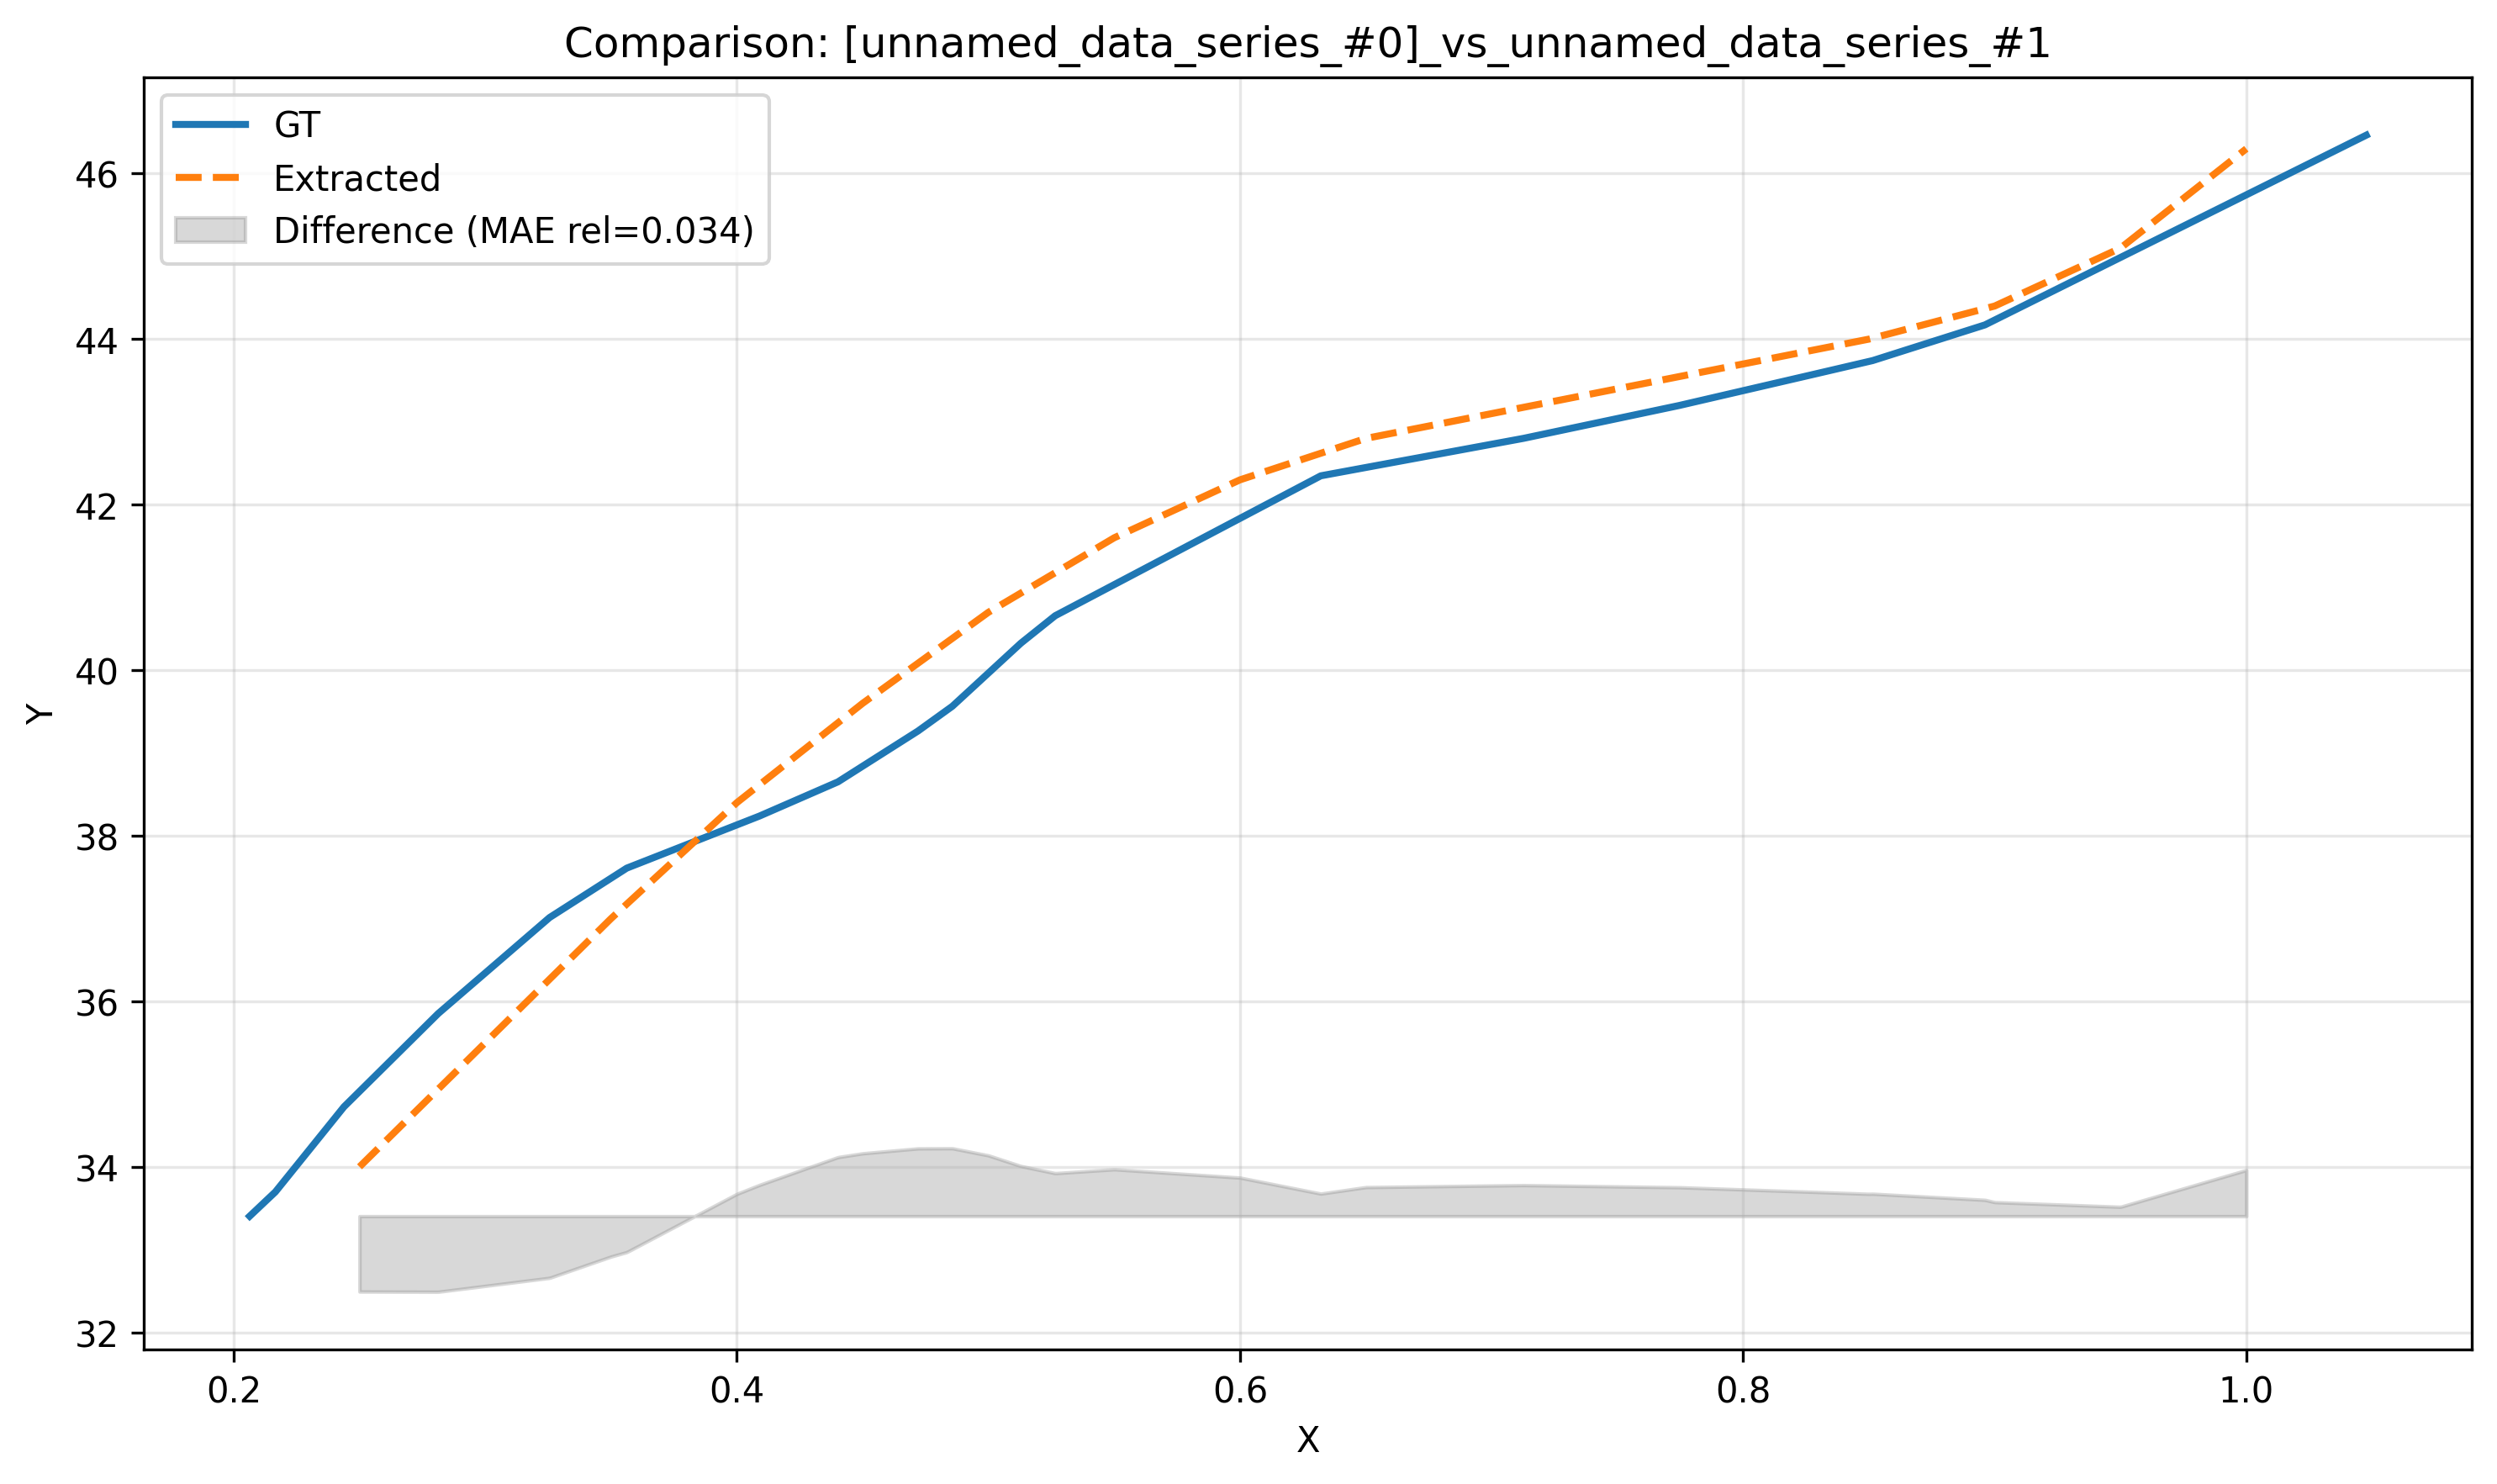 Comparison: [unnamed_data_series_#0]_vs_unnamed_data_series_#1
GT
Extracted
Difference (MAE rel=0.034)
46
44
42
40
38
36
34
32
Y
0.2 0.4 0.6 0.8 1.0
X